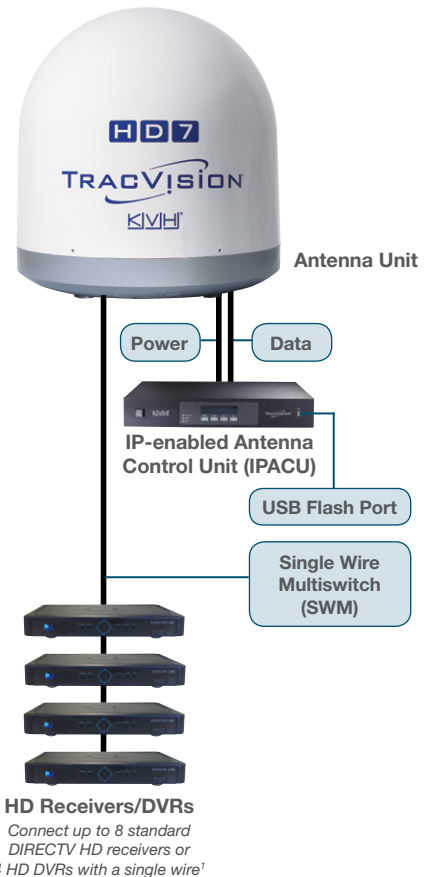 HD7
TRACVISION
KVH
Antenna Unit
Power
Data
KVH
IP-enabled Antenna
Control Unit (IPACU)
USB Flash Port
Single Wire
Multiswitch
(SWM)
HD Receivers/DVRs
Connect up to 8 standard
DIRECTV HD receivers or
HD DVRs with a single wire¹